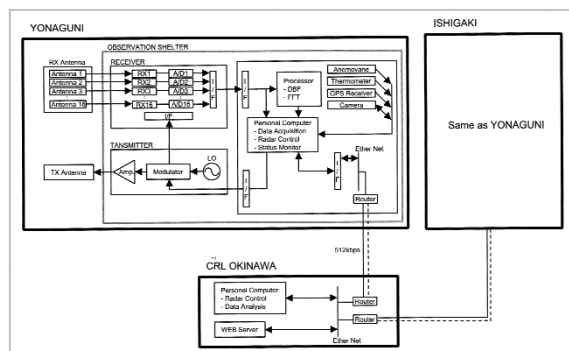 YONAGUNI
OBSERVATION SHELTER
RX Antenna
Antenna 1
Antenna 2
Antenna 3
Antenna 16
RECEIVER
RX1
RX2
RX3
RX16
A/D1
A/D2
A/D3
A/D16
I/F
I/F
I/F
Processor
- DBF
- FFT
Anemovane
Thermometer
GPS Receiver
Camera
Personal Computer
- Data Acquisition
- Radar Control
- Status Monitor
TANSMITTER
TX Antenna
Amp.
Modulator
LO
I/F
I/F
Ether Net
Router
512kbps
ISHIGAKI
Same as YONAGUNI
CRL OKINAWA
Personal Computer
- Radar Control
- Data Analysis
WEB Server
Router
Router
Ether Net